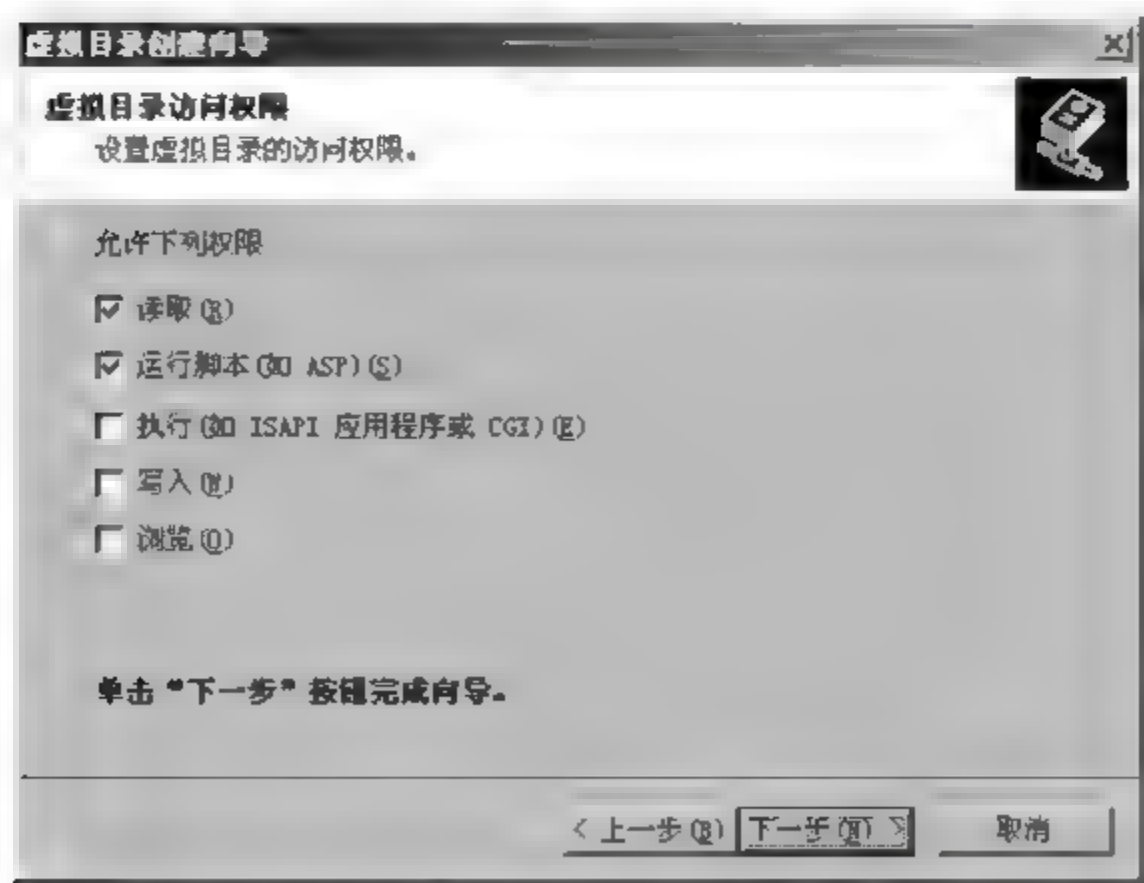 虚拟目录创建向导
虚拟目录访问权限
设置虚拟目录的访问权限。
允许下列权限
读取(R)
运行脚本(如 ASP)(S)
执行(如 ISAPI 应用程序或 CGI)(E)
写入(W)
浏览(O)
单击“下一步”按钮完成向导。
< 上一步(B) 下一步(N) > 取消